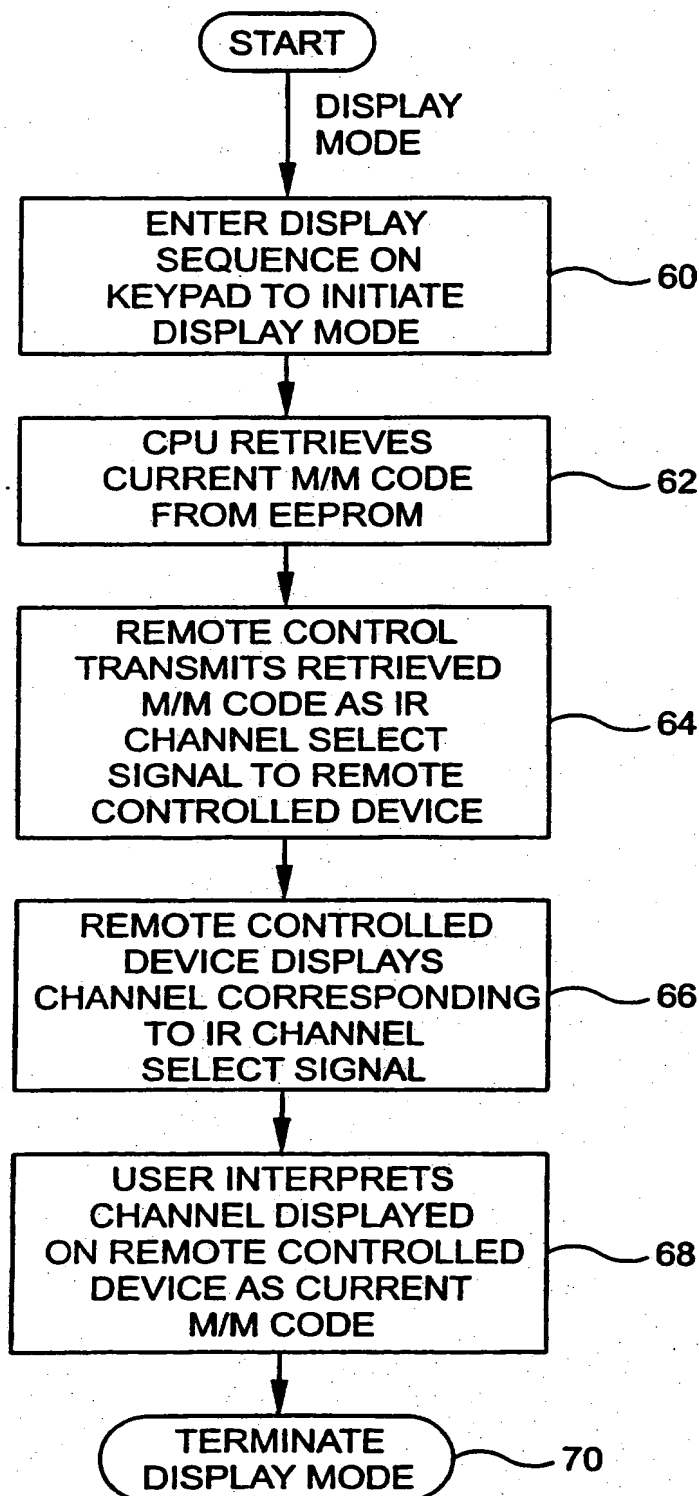 START
DISPLAY
MODE
ENTER DISPLAY
SEQUENCE ON
KEYPAD TO INITIATE
DISPLAY MODE
60
CPU RETRIEVES
CURRENT M/M CODE
FROM EEPROM
62
REMOTE CONTROL
TRANSMITS RETRIEVED
M/M CODE AS IR
CHANNEL SELECT
SIGNAL TO REMOTE
CONTROLLED DEVICE
64
REMOTE CONTROLLED
DEVICE DISPLAYS
CHANNEL CORRESPONDING
TO IR CHANNEL
SELECT SIGNAL
66
USER INTERPRETS
CHANNEL DISPLAYED
ON REMOTE CONTROLLED
DEVICE AS CURRENT
M/M CODE
68
TERMINATE
DISPLAY MODE
70